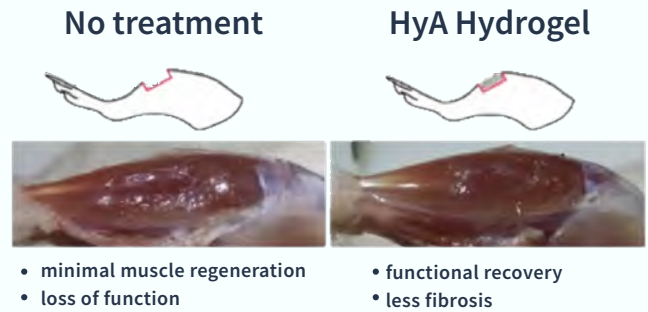 No treatment
HyA Hydrogel
• minimal muscle regeneration
• loss of function
• functional recovery
• less fibrosis